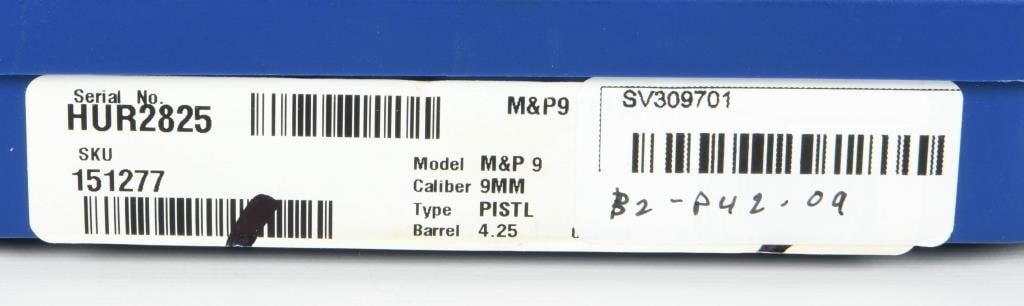 Serial No.
HUR2825
M&P9
SKU
151277
Model M&P 9
Caliber 9MM
Type PISTL
Barrel 4.25
SV309701
B2-P42.09